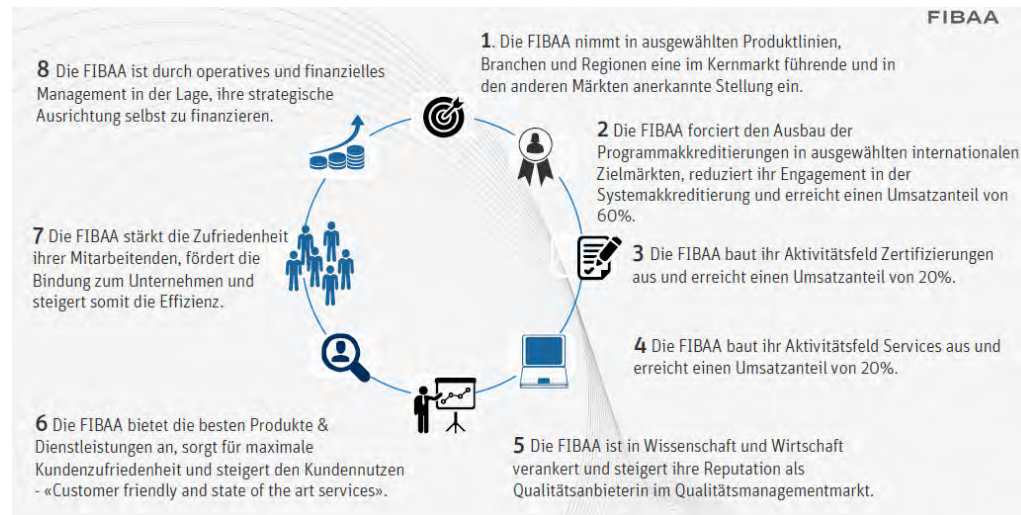 FIBAA
1. Die FIBAA nimmt in ausgewählten Produktlinien,
Branchen und Regionen eine im Kernmarkt führende und in
den anderen Märkten anerkannte Stellung ein.
2 Die FIBAA forciert den Ausbau der
Programmakkreditierungen in ausgewählten internationalen
Zielmärkten, reduziert ihr Engagement in der
Systemakkreditierung und erreicht einen Umsatzanteil von
60%.
3 Die FIBAA baut ihr Aktivitätsfeld Zertifizierungen
aus und erreicht einen Umsatzanteil von 20%.
4 Die FIBAA baut ihr Aktivitätsfeld Services aus und
erreicht einen Umsatzanteil von 20%.
5 Die FIBAA ist in Wissenschaft und Wirtschaft
verankert und steigert ihre Reputation als
Qualitätsanbieterin im Qualitätsmanagementmarkt.
6 Die FIBAA bietet die besten Produkte &
Dienstleistungen an, sorgt für maximale
Kundenzufriedenheit und steigert den Kundennutzen
- «Customer friendly and state of the art services».
7 Die FIBAA stärkt die Zufriedenheit
ihrer Mitarbeitenden, fördert die
Bindung zum Unternehmen und
steigert somit die Effizienz.
8 Die FIBAA ist durch operatives und finanzielles
Management in der Lage, ihre strategische
Ausrichtung selbst zu finanzieren.